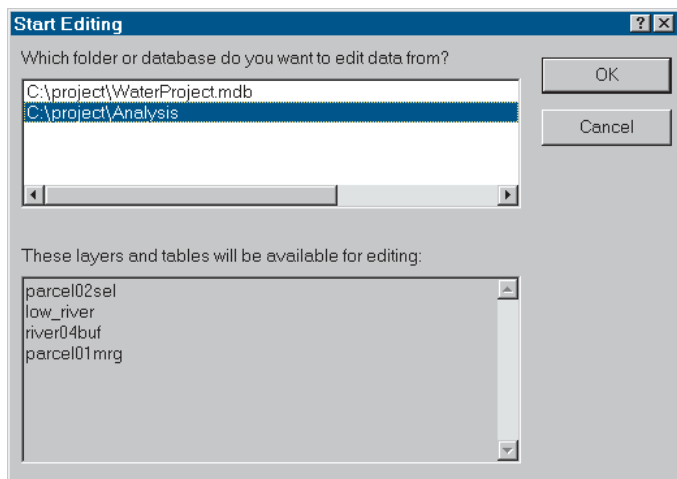 Start Editing
Which folder or database do you want to edit data from?
C:\project\WaterProject.mdb
C:\project\Analysis
OK
Cancel
These layers and tables will be available for editing:
parcel02sel
low_river
river04buf
parcel01mrg